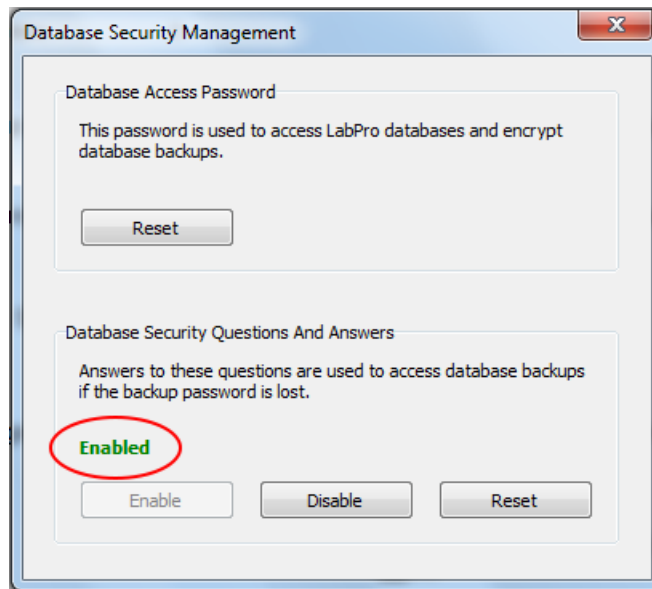 Database Security Management
Database Access Password
This password is used to access LabPro databases and encrypt
database backups.
Reset
Database Security Questions And Answers
Answers to these questions are used to access database backups
if the backup password is lost.
Enabled
Enable Disable Reset